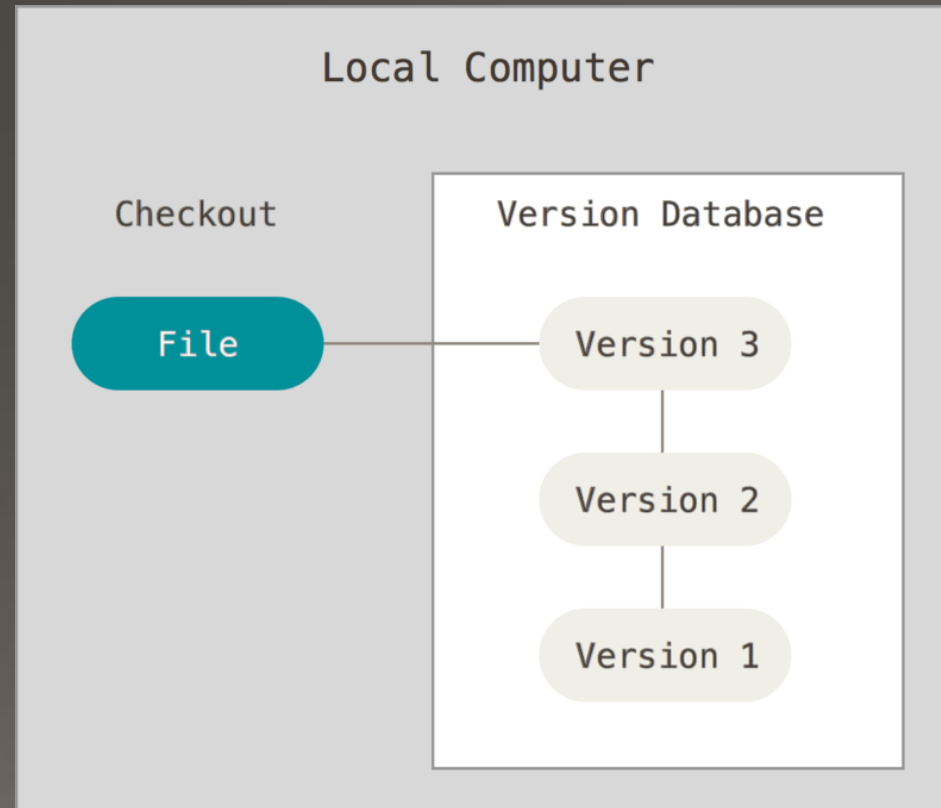 Local Computer
Checkout
Version Database
File
Version 3
Version 2
Version 1